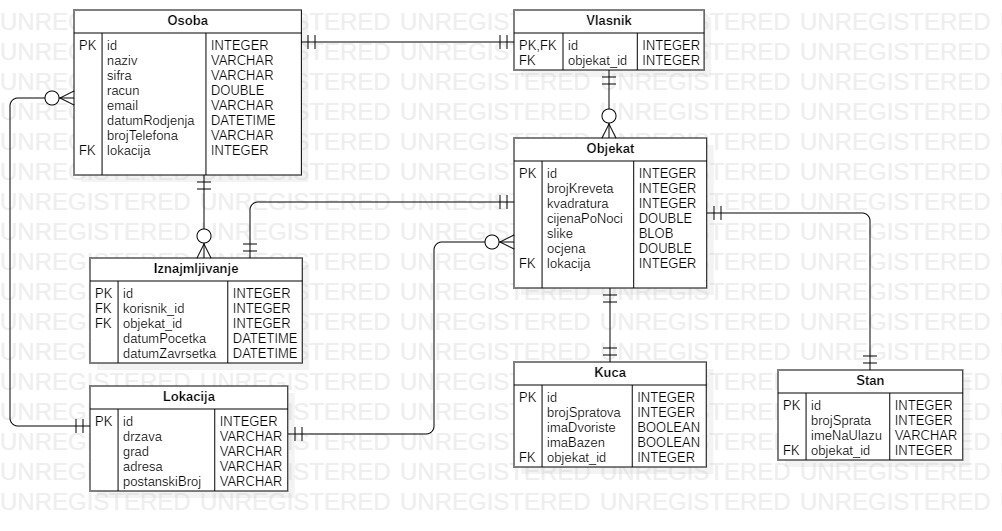 Osoba
PK id INTEGER
naziv VARCHAR
sifra VARCHAR
racun DOUBLE
email VARCHAR
datumRodjenja DATETIME
brojTelefona VARCHAR
FK lokacija INTEGER
Vlasnik
PK,FK id INTEGER
FK objekat_id INTEGER
Objekat
PK id INTEGER
brojKreveta INTEGER
kvadratura INTEGER
cijenaPoNoci DOUBLE
slike BLOB
ocjena DOUBLE
FK lokacija INTEGER
Iznajmljivanje
PK id INTEGER
FK korisnik_id INTEGER
FK objekat_id INTEGER
datumPocetka DATETIME
datumZavrsetka DATETIME
Lokacija
PK id INTEGER
drzava VARCHAR
grad VARCHAR
adresa VARCHAR
postanskiBroj VARCHAR
Kuca
PK id INTEGER
brojSpratova INTEGER
imaDvoriste BOOLEAN
imaBazen BOOLEAN
FK objekat_id INTEGER
Stan
PK id INTEGER
brojSprata INTEGER
imeNaUlazu VARCHAR
FK objekat_id INTEGER
UNREGISTERED